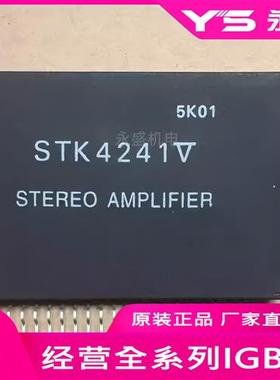 YS 永
5K01
永盛机电
STK4241V
STEREO AMPLIFIER
原装正品 厂家直
经营全系列IGB